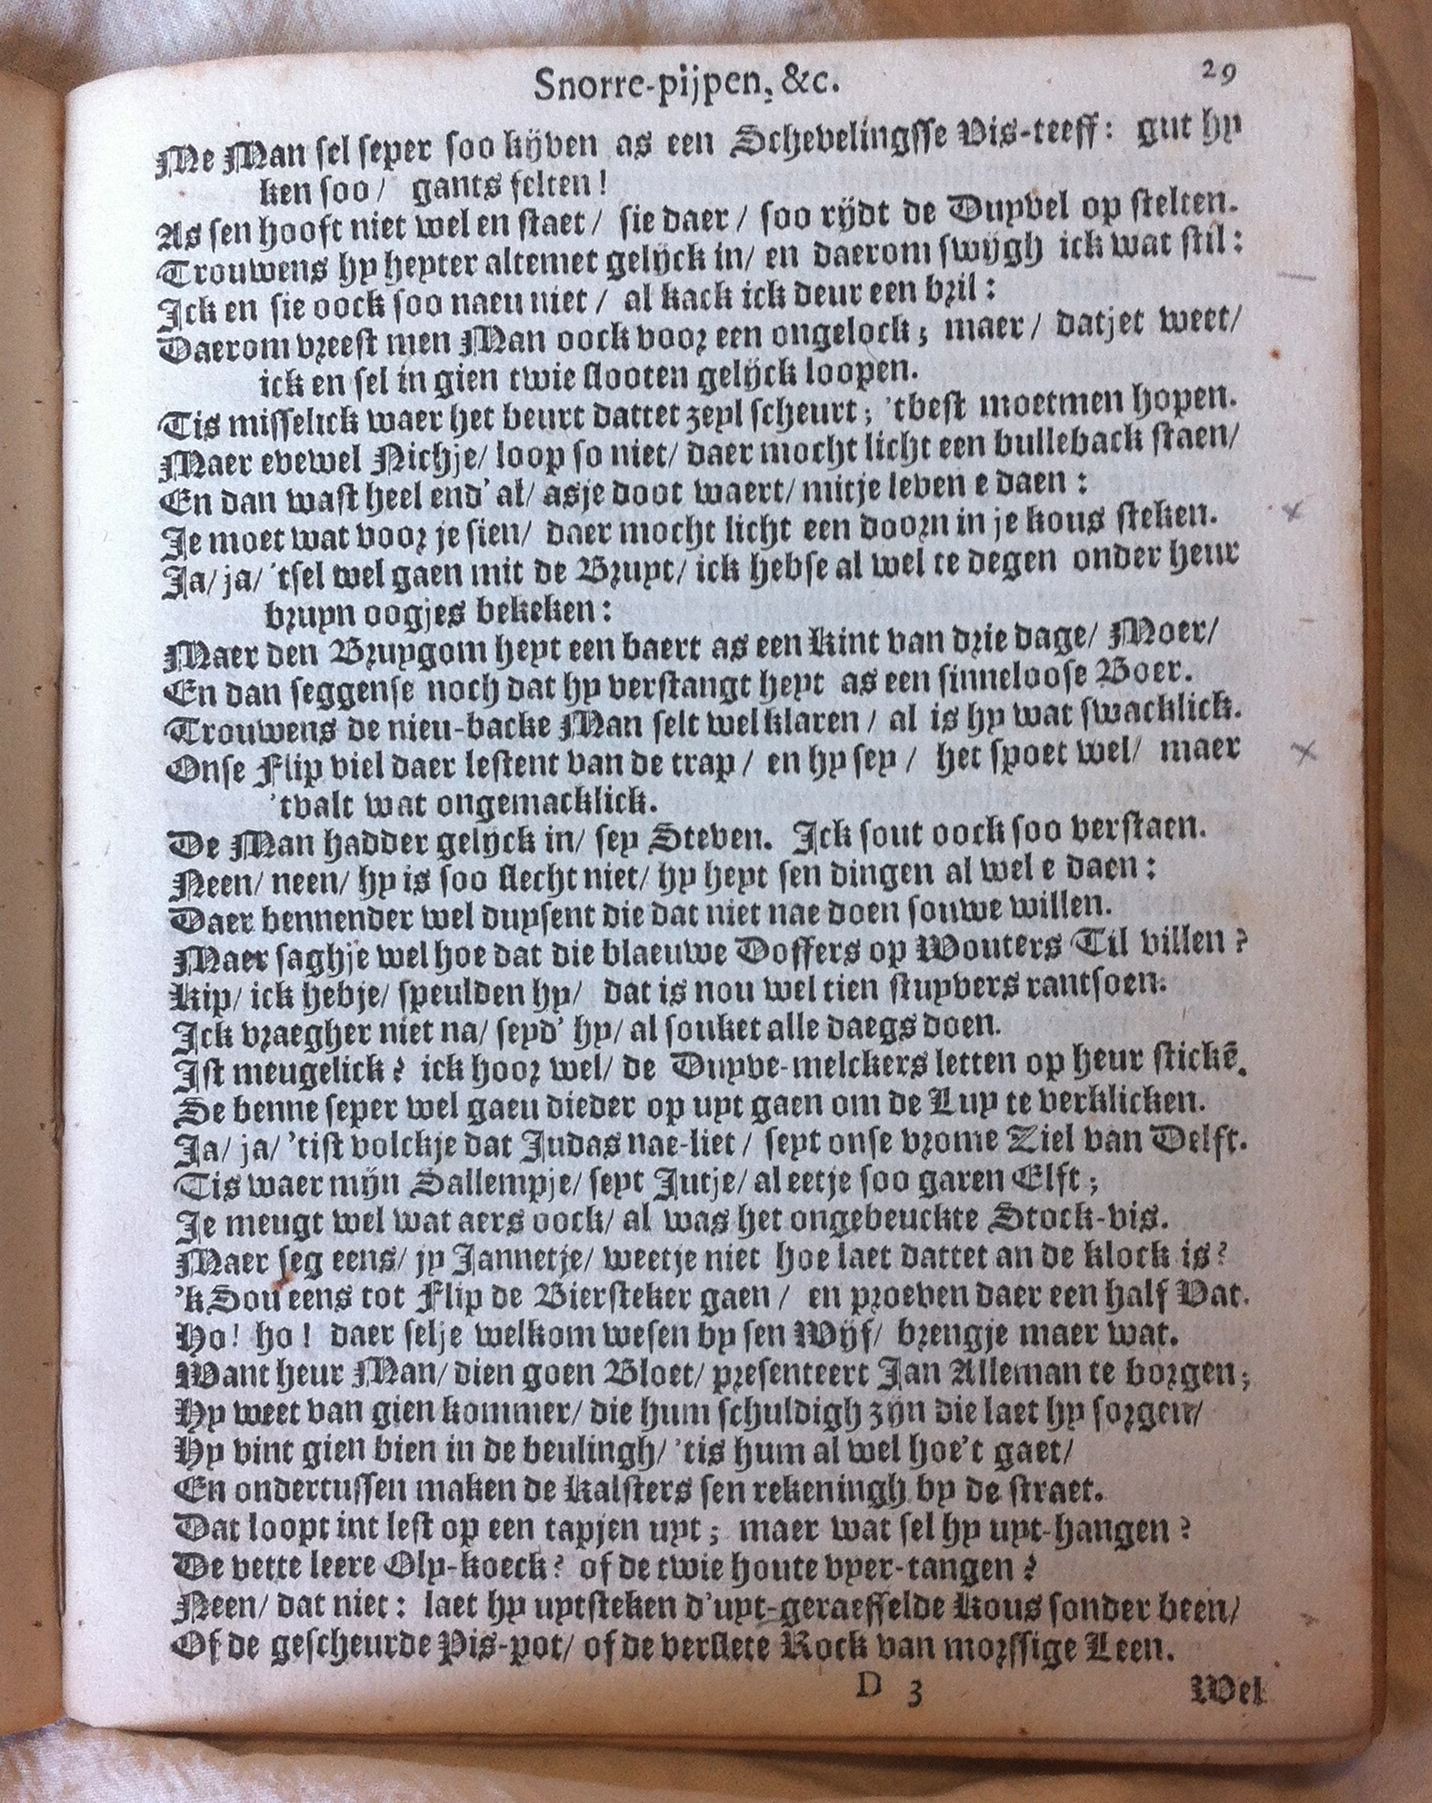 Snorre-pijpen, &c. 29
Me Man sel seper soo kijven as een Schevelingsse Vis-teeff: gut hy
ken soo/ gants felten!
As sen hooft niet wel en staet/ sie daer/ soo rijdt de Duyvel op stelten.
Trouwens hy heyter altemet gelijck in/ en daerom swijgh ick wat stil:
Ick en sie oock soo naeu niet/ al kack ick deur een bril:
Daerom vreest men Man oock voor een ongelock; maer/ datjet weet/
ick en sel in gien twie slooten gelijck loopen.
Tis misselick waer het beurt dattet zeyl scheurt; 'tbest moetmen hopen.
Maer evewel Nichje/ loop so niet/ daer mocht licht een bulleback staen/
En dan wast heel end' al/ asje doot waert/ mitje leven e daen:
Je moet wat voor je sien/ daer mocht licht een doorn in je kous steken.
Ja/ ja/ 'tsel wel gaen mit de Bruyt/ ick hebse al wel te degen onder heur
bruyn oogjes bekeken:
Maer den Bruygom heyt een baert as een Kint van drie dage/ Moer/
En dan seggense noch dat hy verstangt heyt as een sinneloose Boer.
Trouwens de nieu-backe Man selt wel klaren/ al is hy wat swacklick.
Onse Flip viel daer lestent van de trap/ en hy sey/ het spoet wel/ maer
'tvalt wat ongemacklick.
De Man hadder gelijck in/ sey Steven. Ick sout oock soo verstaen.
Neen/ neen/ hy is soo slecht niet/ hy heyt sen dingen al wel e daen:
Daer bennender wel duysent die dat niet nae doen souwe willen.
Maer saghje wel hoe dat die blaeuwe Doffers op Wouters Til villen?
Kip/ ick hebje/ speulden hy/ dat is nou wel tien stuyvers rantsoen.
Ick vraegher niet na/ seyd' hy/ al souket alle daegs doen.
Ist meugelick? ick hoor wel/ de Duyve-melckers letten op heur stickē.
Se benne seper wel gaeu dieder op uyt gaen om de Luy te verklicken.
Ja/ ja/ 'tist volckje dat Judas nae-liet/ seyt onse vrome Ziel van Delft.
Tis waer mijn Sallempje/ seyt Jutje/ al eetje soo garen Elft;
Je meugt wel wat aers oock/ al was het ongebeuckte Stock-vis.
Maer seg eens/ jy Jannetje/ weetje niet hoe laet dattet an de klock is?
'k Sou eens tot Flip de Biersteker gaen/ en proeven daer een half Vat.
Ho! ho! daer selje welkom wesen by sen Wijf/ brengje maer wat.
Want heur Man/ dien goen Bloet/ presenteert Jan Alleman te borgen;
Hy weet van gien kommer/ die hum schuldigh zijn die laet hy sorgen/
Hy vint gien bien in de beulingh/ 'tis hum al wel hoe't gaet/
En ondertussen maken de Kalsters sen rekeningh by de straet.
Dat loopt int lest op een tapjen uyt; maer wat sel hy uyt-hangen?
De vette leere Oly-koeck? of de twie houte vyer-tangen?
Neen/ dat niet: laet hy uytsteken d'uyt-geraeffelde Kous sonder been/
Of de gescheurde Pis-pot/ of de verslete Rock van morssige Leen.
D 3 Wel